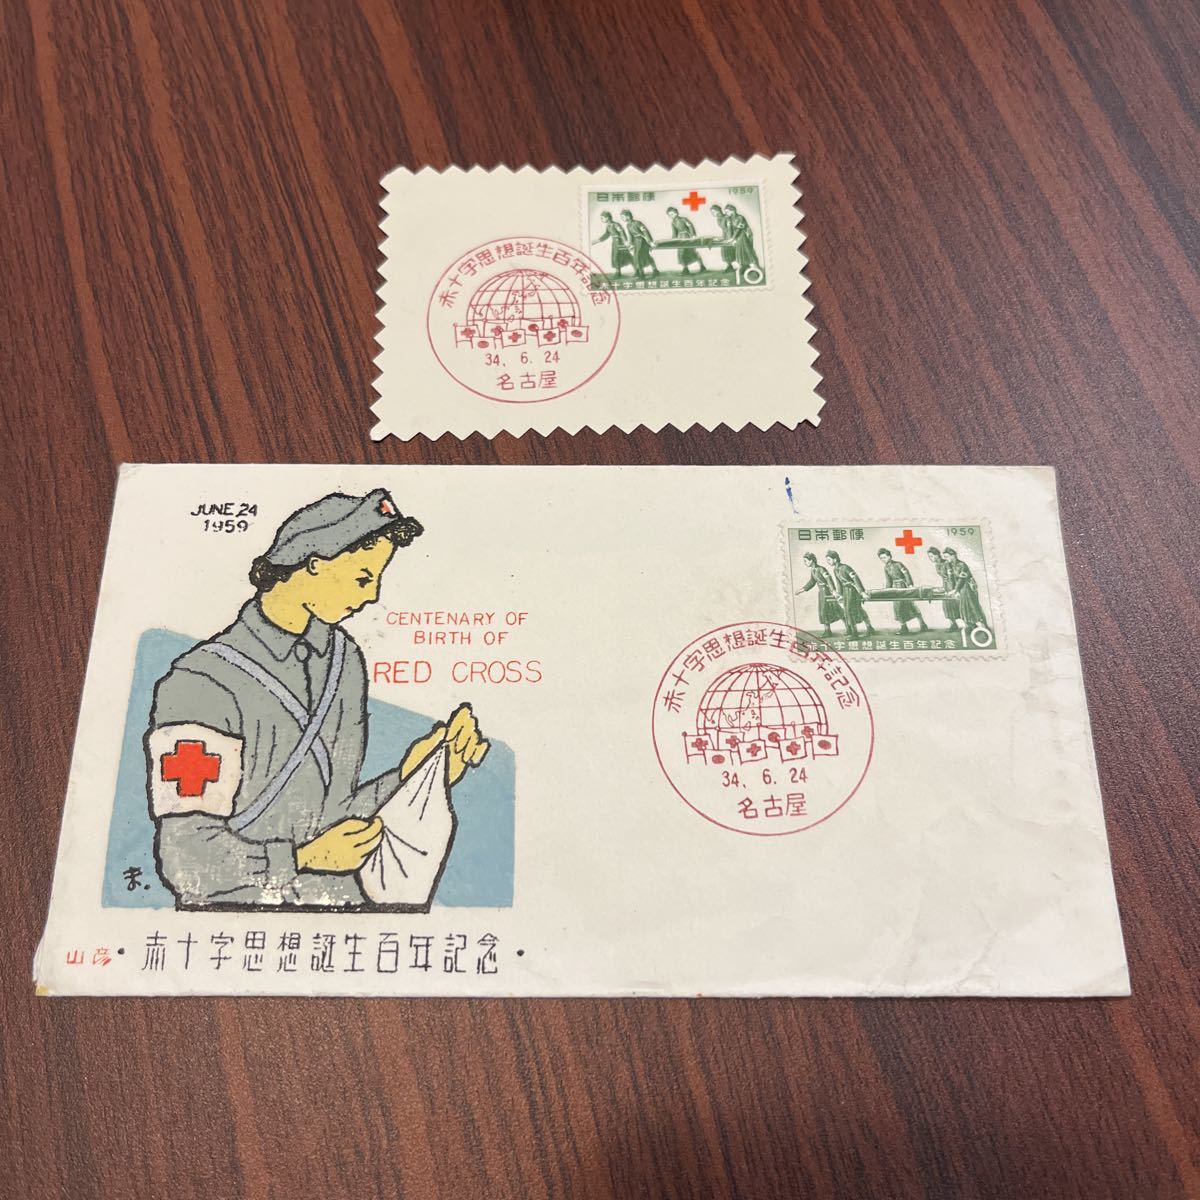 日本郵便
1959
10
赤十字思想誕生百年記念
赤十字思想誕生百年記念
34. 6. 24
名古屋
JUNE 24
1959
CENTENARY OF
BIRTH OF
RED CROSS
ま.
山彦・赤十字思想誕生百年記念・
日本郵便
1959
10
赤十字思想誕生百年記念
赤十字思想誕生百年記念
34. 6. 24
名古屋